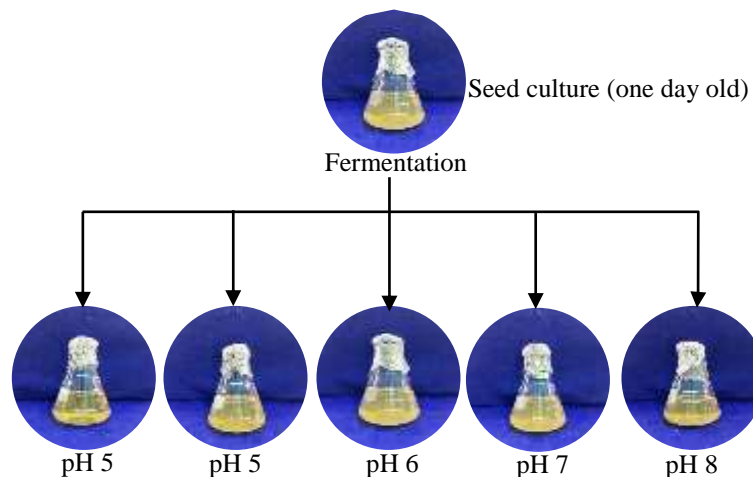 Seed culture (one day old)
Fermentation
pH 5
pH 5
pH 6
pH 7
pH 8